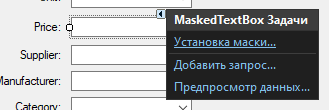 Price:
Supplier:
Manufacturer:
Category:
MaskedTextBox Задачи
Установка маски...
Добавить запрос...
Предпросмотр данных...